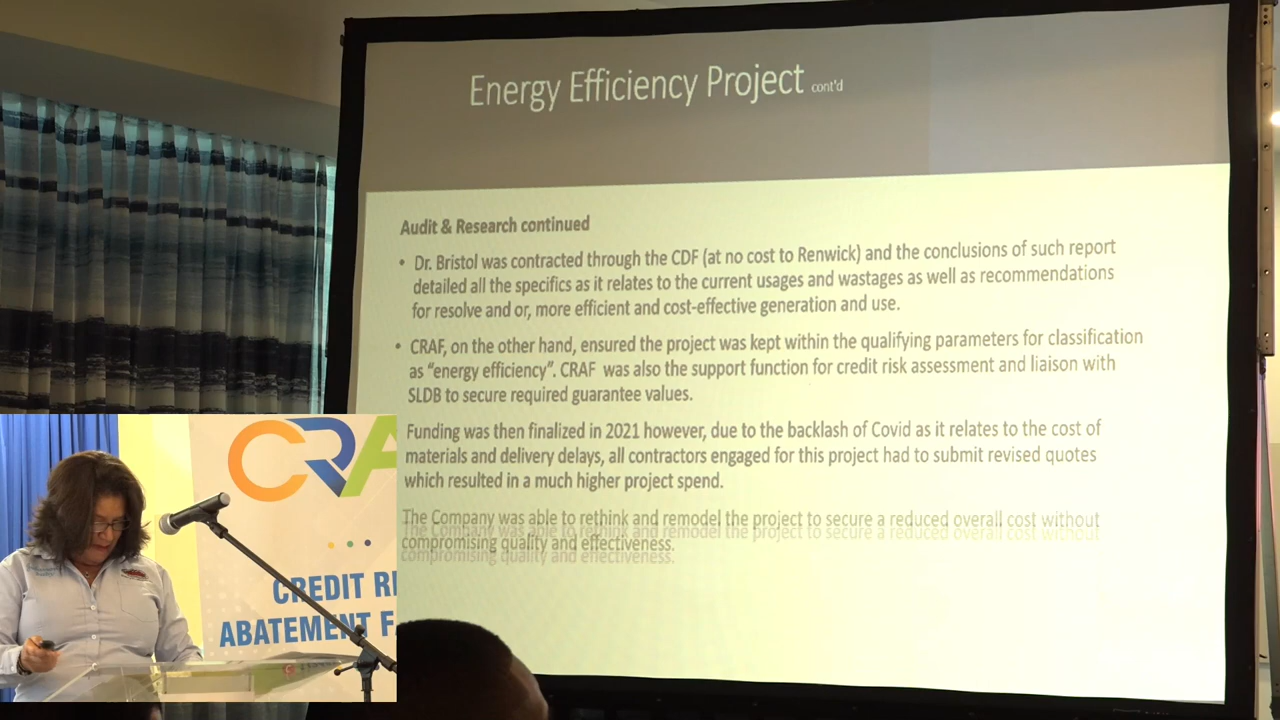 Energy Efficiency Project cont'd
Audit & Research continued
• Dr. Bristol was contracted through the CDF (at no cost to Renwick) and the conclusions of such report
detailed all the specifics as it relates to the current usages and wastages as well as recommendations
for resolve and or, more efficient and cost-effective generation and use.
• CRAF, on the other hand, ensured the project was kept within the qualifying parameters for classification
as “energy efficiency”. CRAF was also the support function for credit risk assessment and liaison with
SLDB to secure required guarantee values.
Funding was then finalized in 2021 however, due to the backlash of Covid as it relates to the cost of
materials and delivery delays, all contractors engaged for this project had to submit revised quotes
which resulted in a much higher project spend.
The Company was able to rethink and remodel the project to secure a reduced overall cost without
compromising quality and effectiveness.
CRA
CREDIT RI
ABATEMENT F